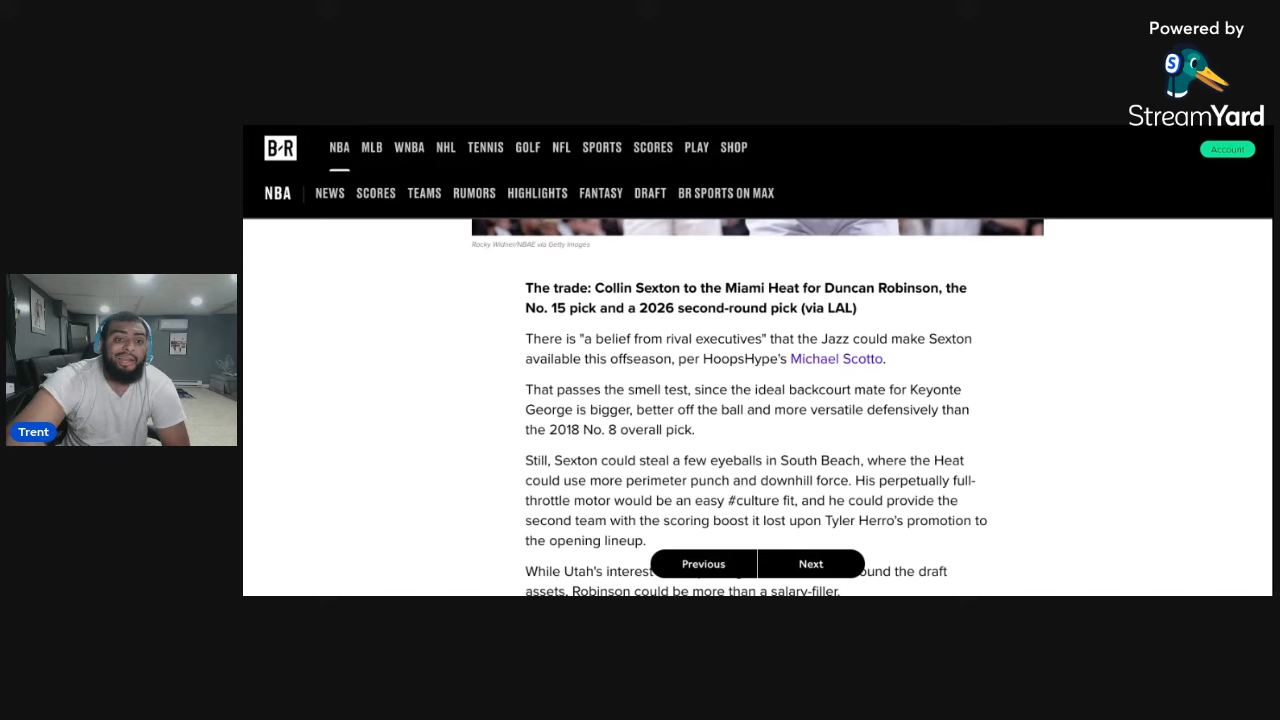 Powered by
StreamYard
B/R
NBA MLB WNBA NHL TENNIS GOLF NFL SPORTS SCORES PLAY SHOP
Account
NBA NEWS SCORES TEAMS RUMORS HIGHLIGHTS FANTASY DRAFT BR SPORTS ON MAX
Rocky Widner/NBAE via Getty Images
The trade: Collin Sexton to the Miami Heat for Duncan Robinson, the
No. 15 pick and a 2026 second-round pick (via LAL)
There is "a belief from rival executives" that the Jazz could make Sexton
available this offseason, per HoopsHype's Michael Scotto.
That passes the smell test, since the ideal backcourt mate for Keyonte
George is bigger, better off the ball and more versatile defensively than
the 2018 No. 8 overall pick.
Trent
Still, Sexton could steal a few eyeballs in South Beach, where the Heat
could use more perimeter punch and downhill force. His perpetually full-
throttle motor would be an easy #culture fit, and he could provide the
second team with the scoring boost it lost upon Tyler Herro's promotion to
the opening lineup.
Previous Next
While Utah's interest ound the draft
assets, Robinson could be more than a salary-filler.